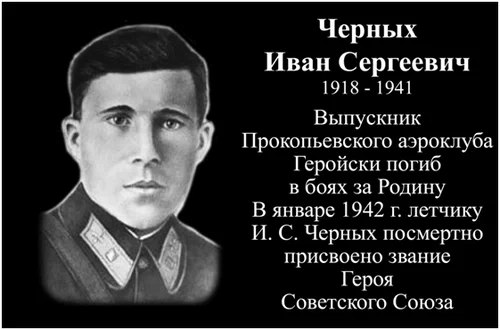 Черных
Иван Сергеевич
1918 - 1941
Выпускник
Прокопьевского аэроклуба
Геройски погиб
в боях за Родину
В январе 1942 г. летчику
И. С. Черных посмертно
присвоено звание
Героя
Советского Союза